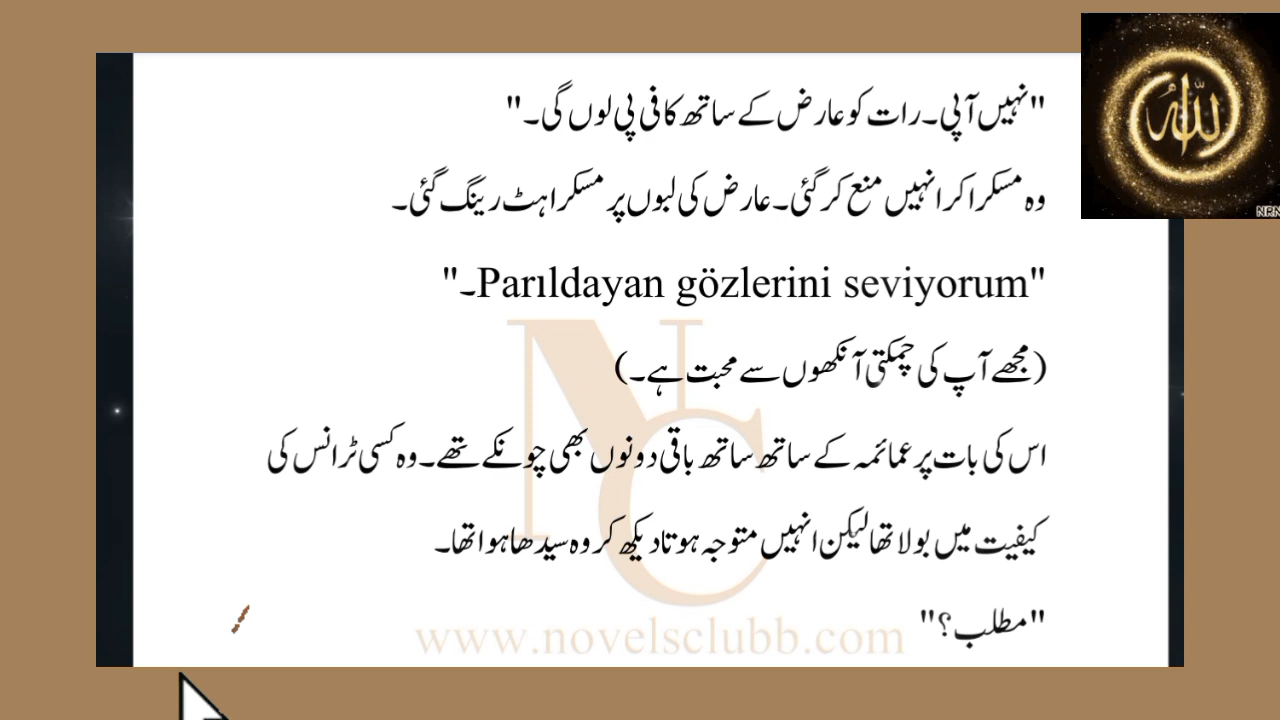 "نہیں آپی۔ رات کو عارض کے ساتھ کافی پی لوں گی۔"
وہ مسکرا کر انہیں منع کر گئی۔ عارض کی لبوں پر مسکراہٹ رینگ گئی۔
"Parıldayan gözlerini seviyorum۔"
(مجھے آپ کی چمکتی آنکھوں سے محبت ہے۔)
اس کی بات پر عمائمہ کے ساتھ ساتھ باقی دونوں بھی چونکے تھے۔ وہ کسی ٹرانس کی
کیفیت میں بولا تھا لیکن انہیں متوجہ ہوتا دیکھ کر وہ سیدھا ہوا تھا۔
"مطلب؟"
www.novelsclubb.com
NC
الله